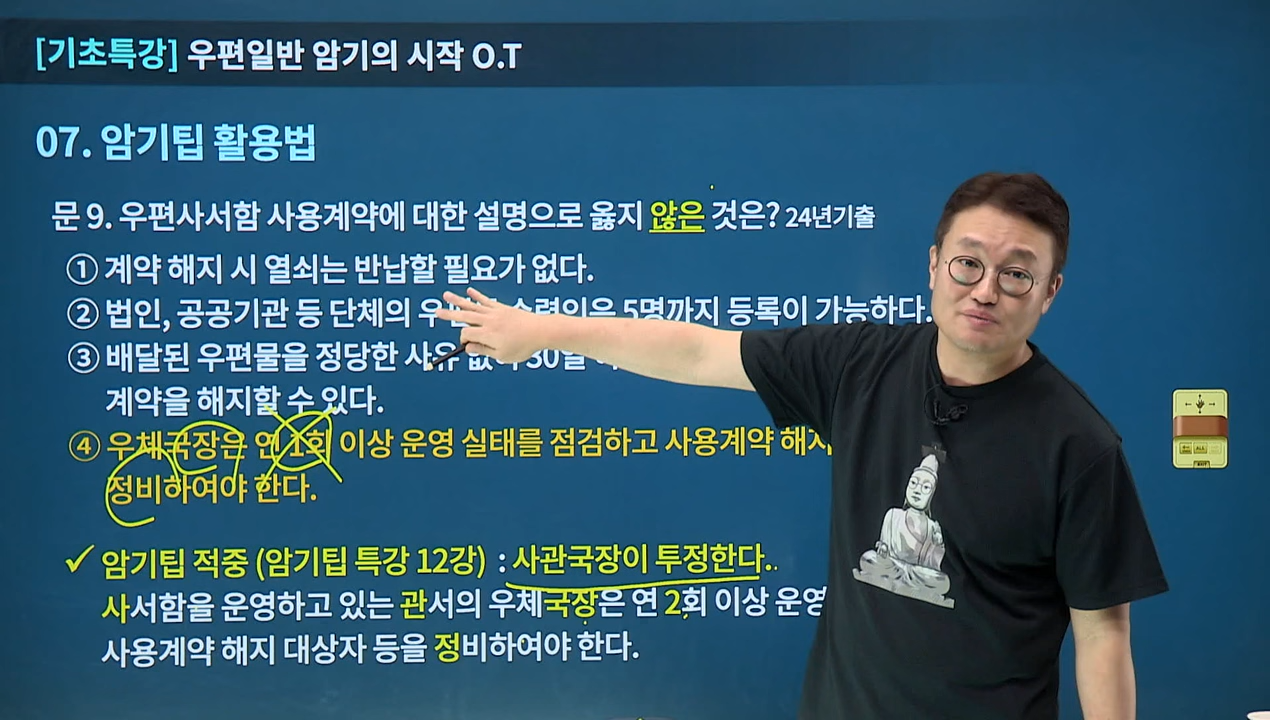 [기초특강] 우편일반 암기의 시작 O.T
07. 암기팁 활용법
문 9. 우편사서함 사용계약에 대한 설명으로 옳지 않은 것은? 24년기출
① 계약 해지 시 열쇠는 반납할 필요가 없다.
② 법인, 공공기관 등 단체의 수령인은 5명까지 등록이 가능하다.
③ 배달된 우편물을 정당한 사유 없이 30일
계약을 해지할 수 있다.
④ 우체국장은 연 1회 이상 운영 실태를 점검하고 사용계약 해지
정비하여야 한다.
✓ 암기팁 적중 (암기팁 특강 12강) : 사관국장이 투정한다.
사서함을 운영하고 있는 관서의 우체국장은 연 2회 이상 운영
사용계약 해지 대상자 등을 정비하여야 한다.